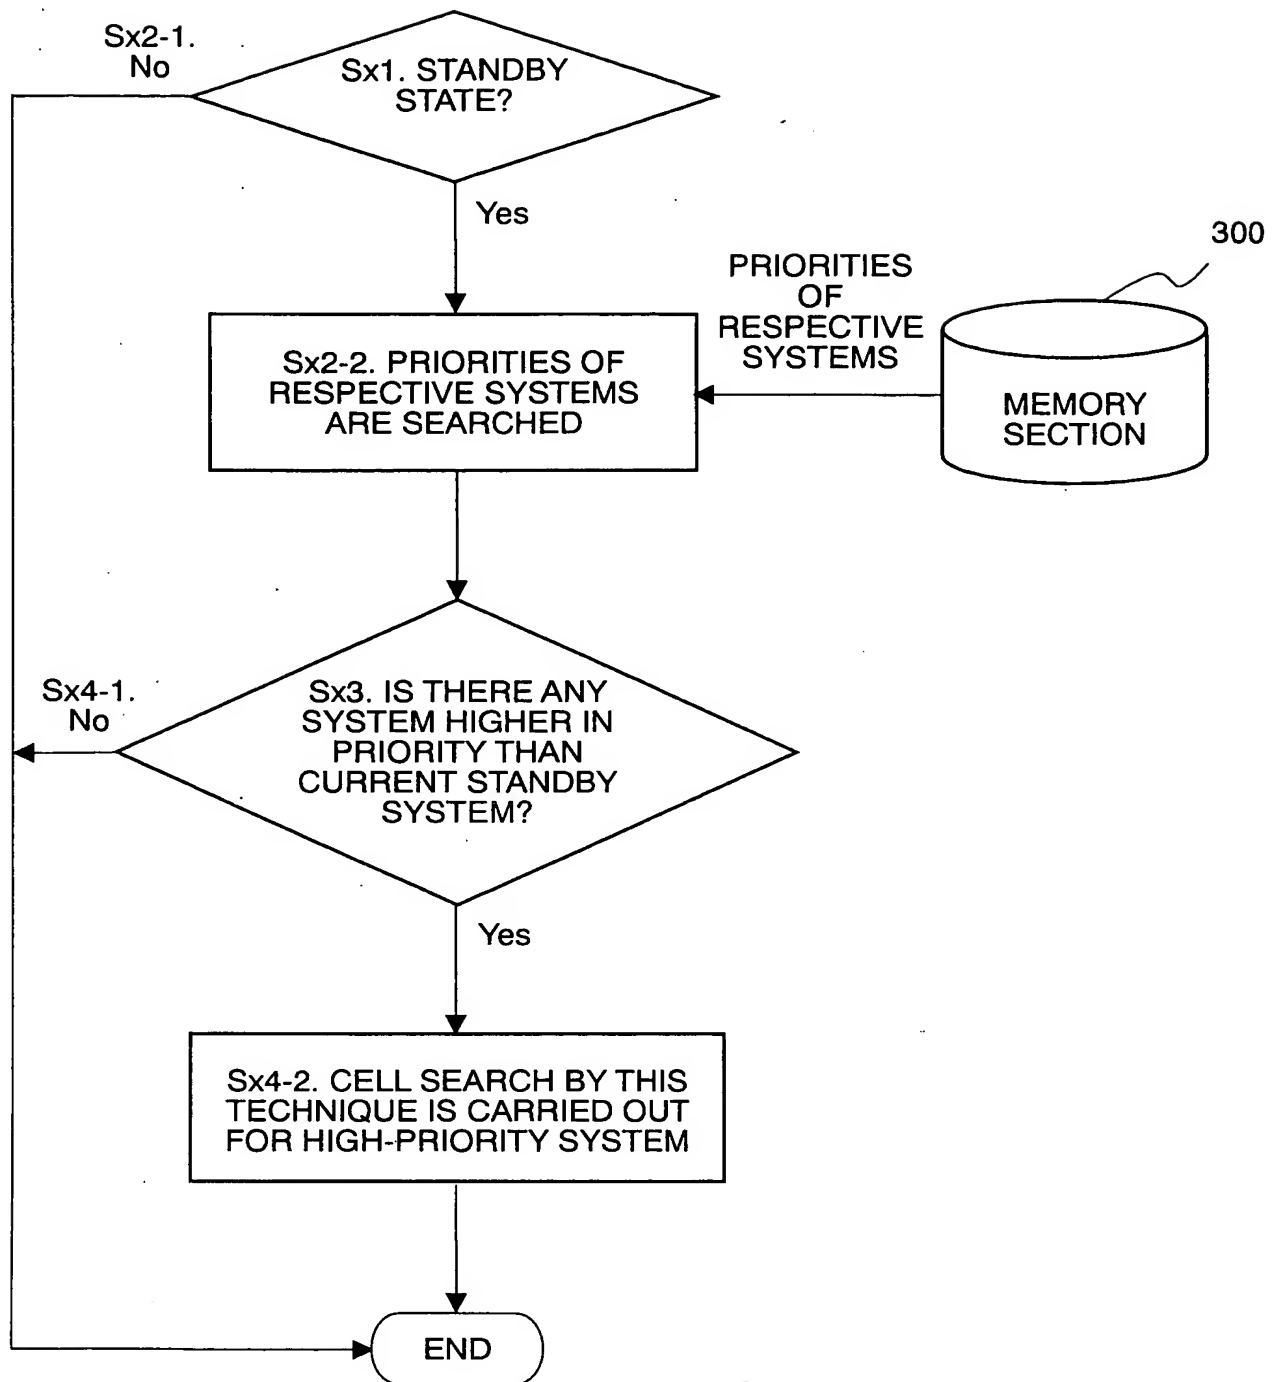 Sx2-1.
No
Sx1. STANDBY
STATE?
Yes
300
PRIORITIES
OF
RESPECTIVE
SYSTEMS
Sx2-2. PRIORITIES OF
RESPECTIVE SYSTEMS
ARE SEARCHED
MEMORY
SECTION
Sx4-1.
No
Sx3. IS THERE ANY
SYSTEM HIGHER IN
PRIORITY THAN
CURRENT STANDBY
SYSTEM?
Yes
Sx4-2. CELL SEARCH BY THIS
TECHNIQUE IS CARRIED OUT
FOR HIGH-PRIORITY SYSTEM
END